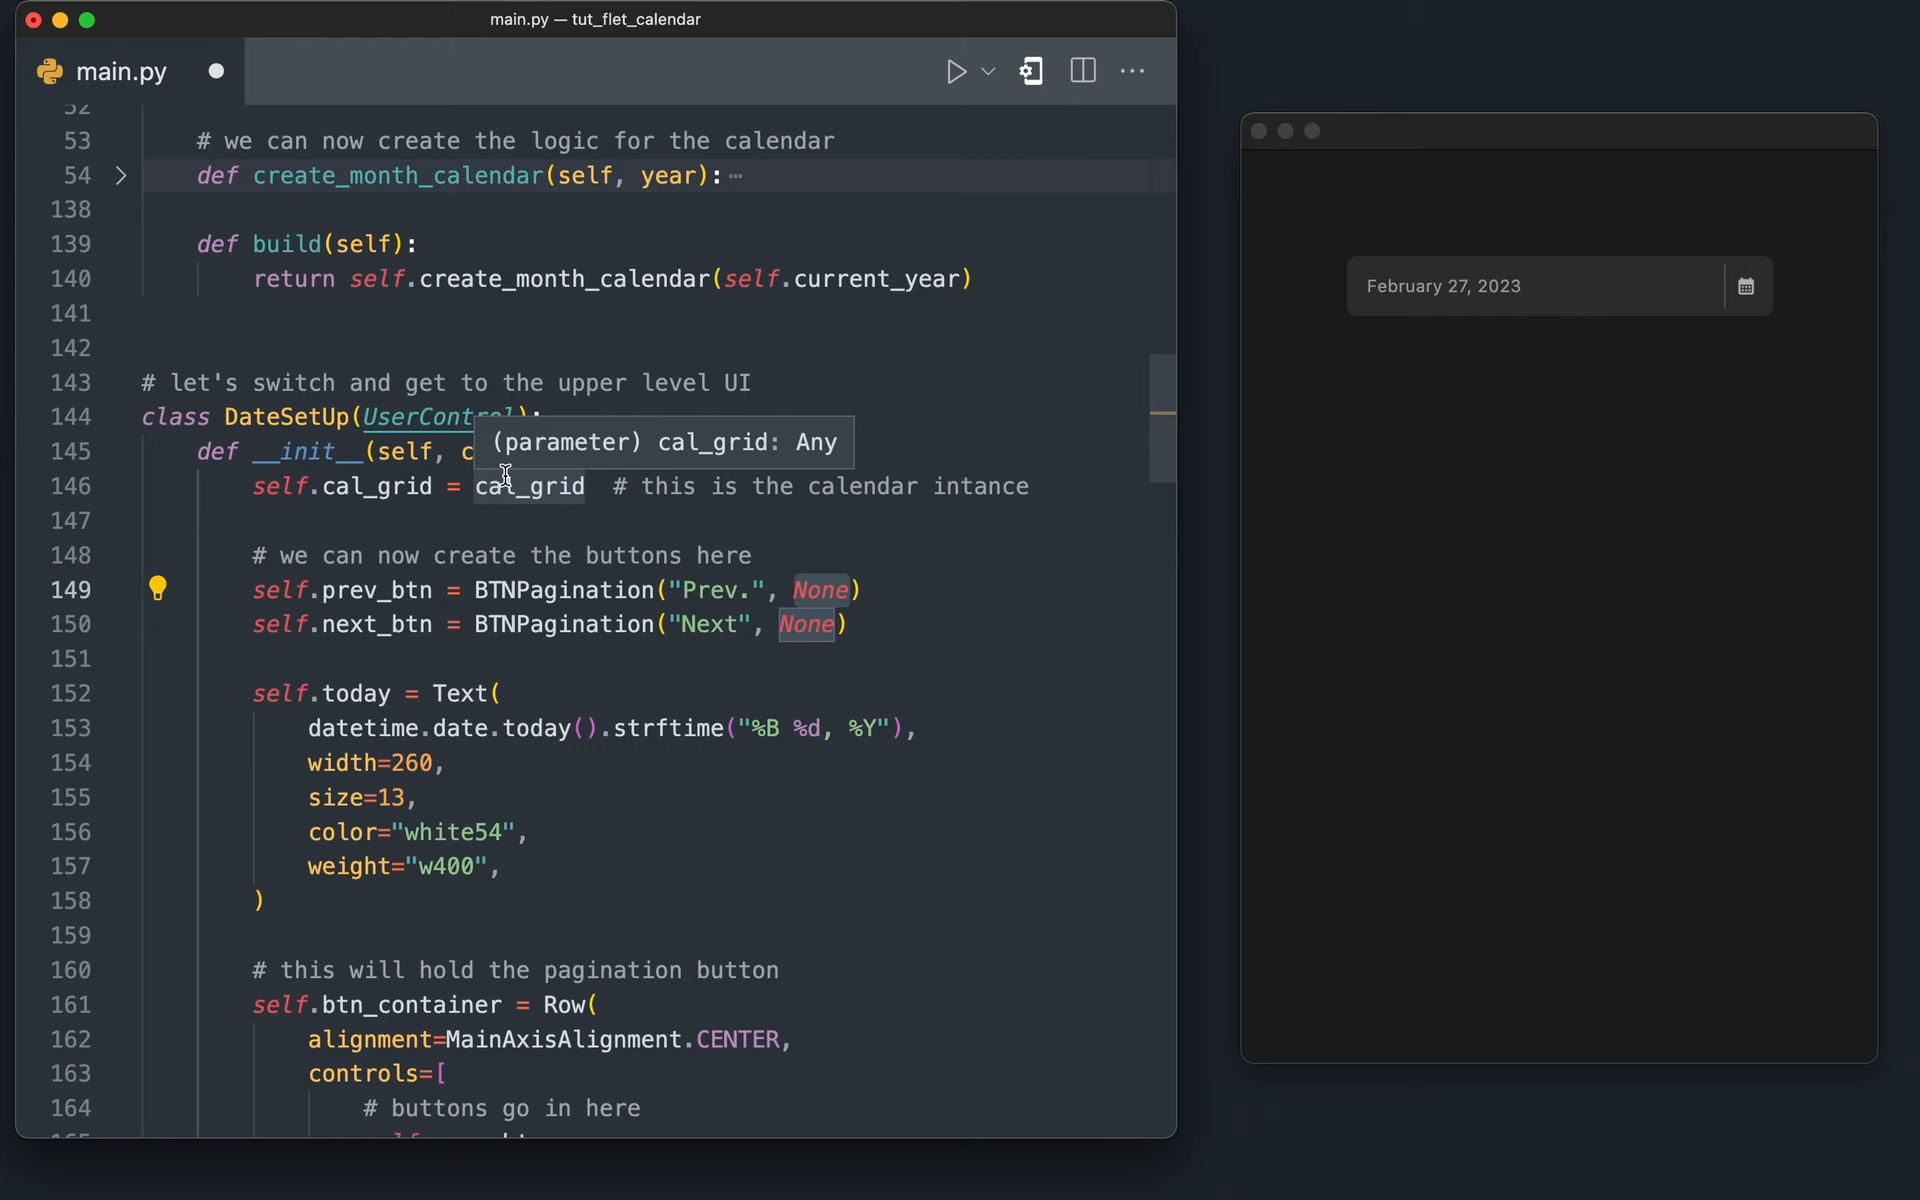 main.py — tut_flet_calendar
main.py
52
53 # we can now create the logic for the calendar
54 def create_month_calendar(self, year): ⋯
138
139 def build(self):
140 return self.create_month_calendar(self.current_year)
141
142
143 # let's switch and get to the upper level UI
144 class DateSetUp(UserControl):
(parameter) cal_grid: Any
145 def __init__(self, c
146 self.cal_grid = cal_grid # this is the calendar intance
147
148 # we can now create the buttons here
149 self.prev_btn = BTNPagination("Prev.", None)
150 self.next_btn = BTNPagination("Next", None)
151
152 self.today = Text(
153 datetime.date.today().strftime("%B %d, %Y"),
154 width=260,
155 size=13,
156 color="white54",
157 weight="w400",
158 )
159
160 # this will hold the pagination button
161 self.btn_container = Row(
162 alignment=MainAxisAlignment.CENTER,
163 controls=[
164 # buttons go in here
February 27, 2023